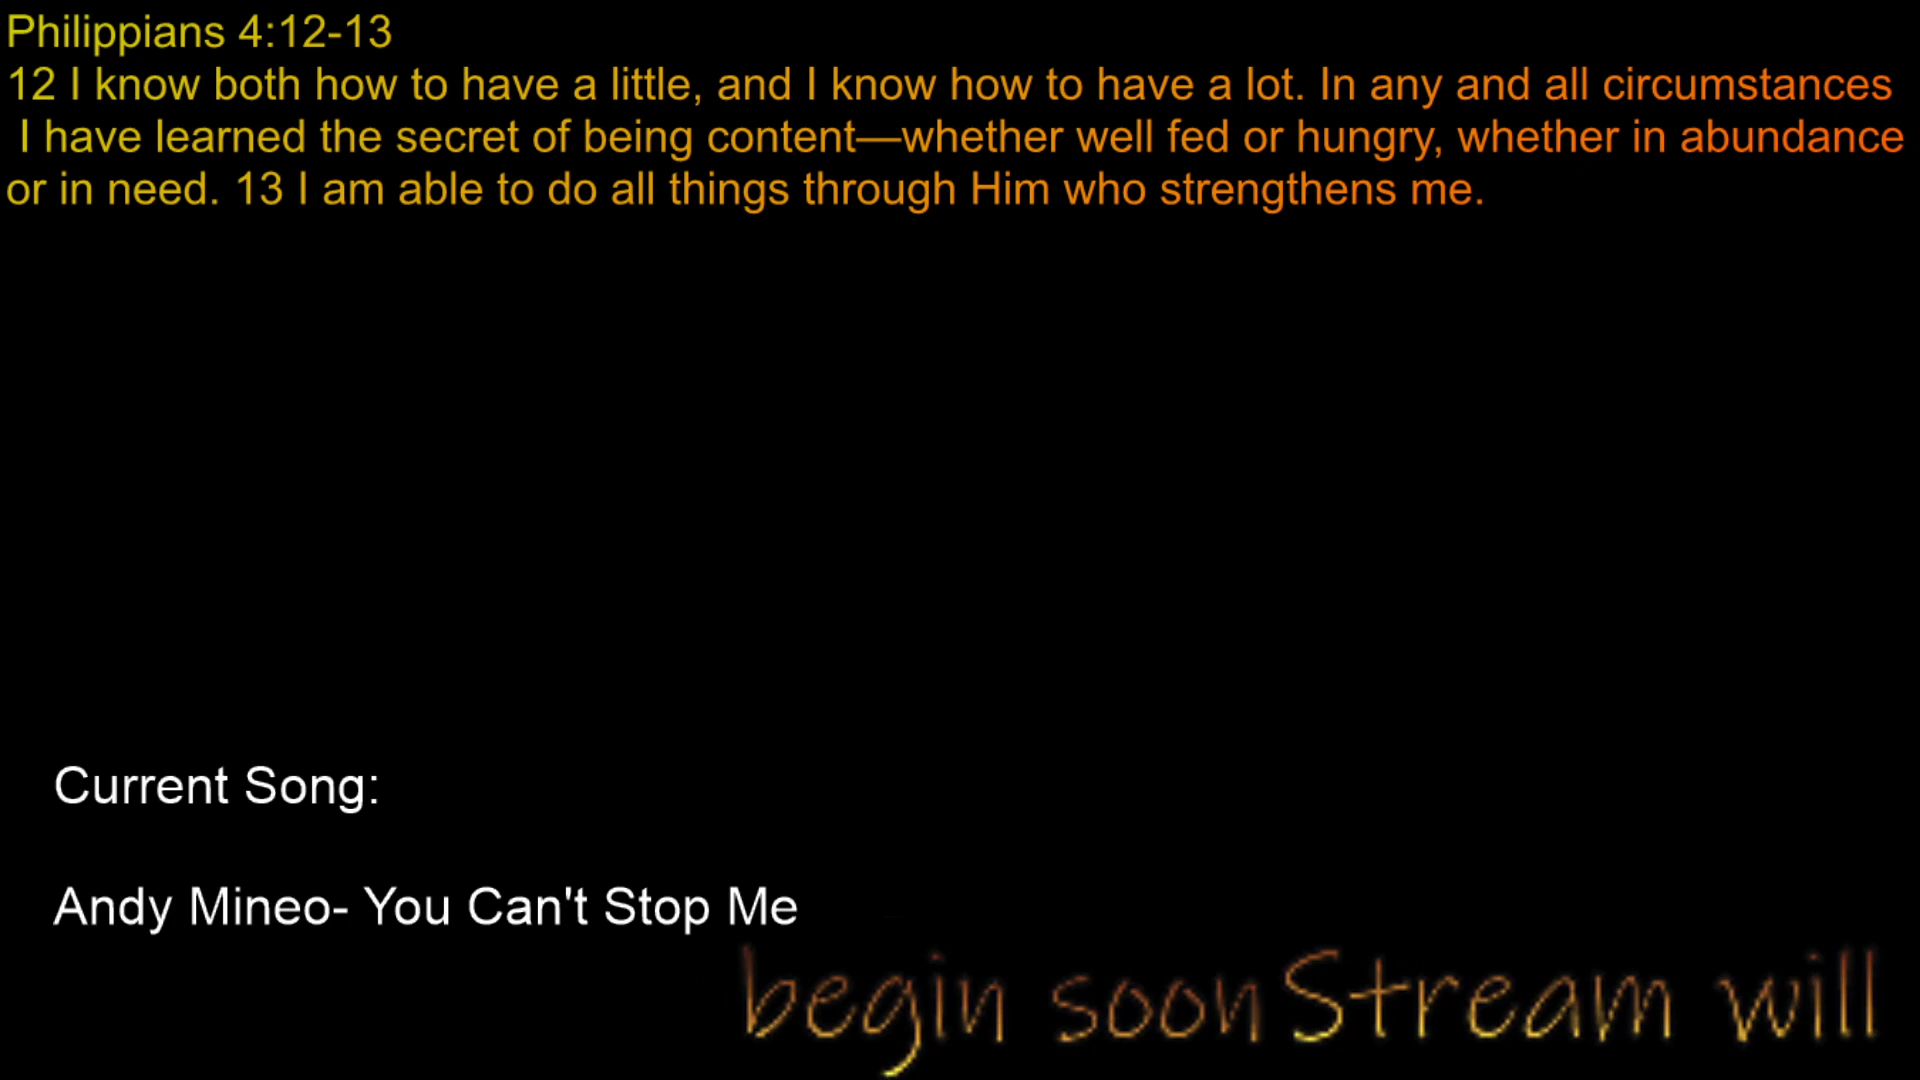 Philippians 4:12-13
12 I know both how to have a little, and I know how to have a lot. In any and all circumstances
I have learned the secret of being content—whether well fed or hungry, whether in abundance
or in need. 13 I am able to do all things through Him who strengthens me.
Current Song:
Andy Mineo- You Can't Stop Me
begin soon Stream will